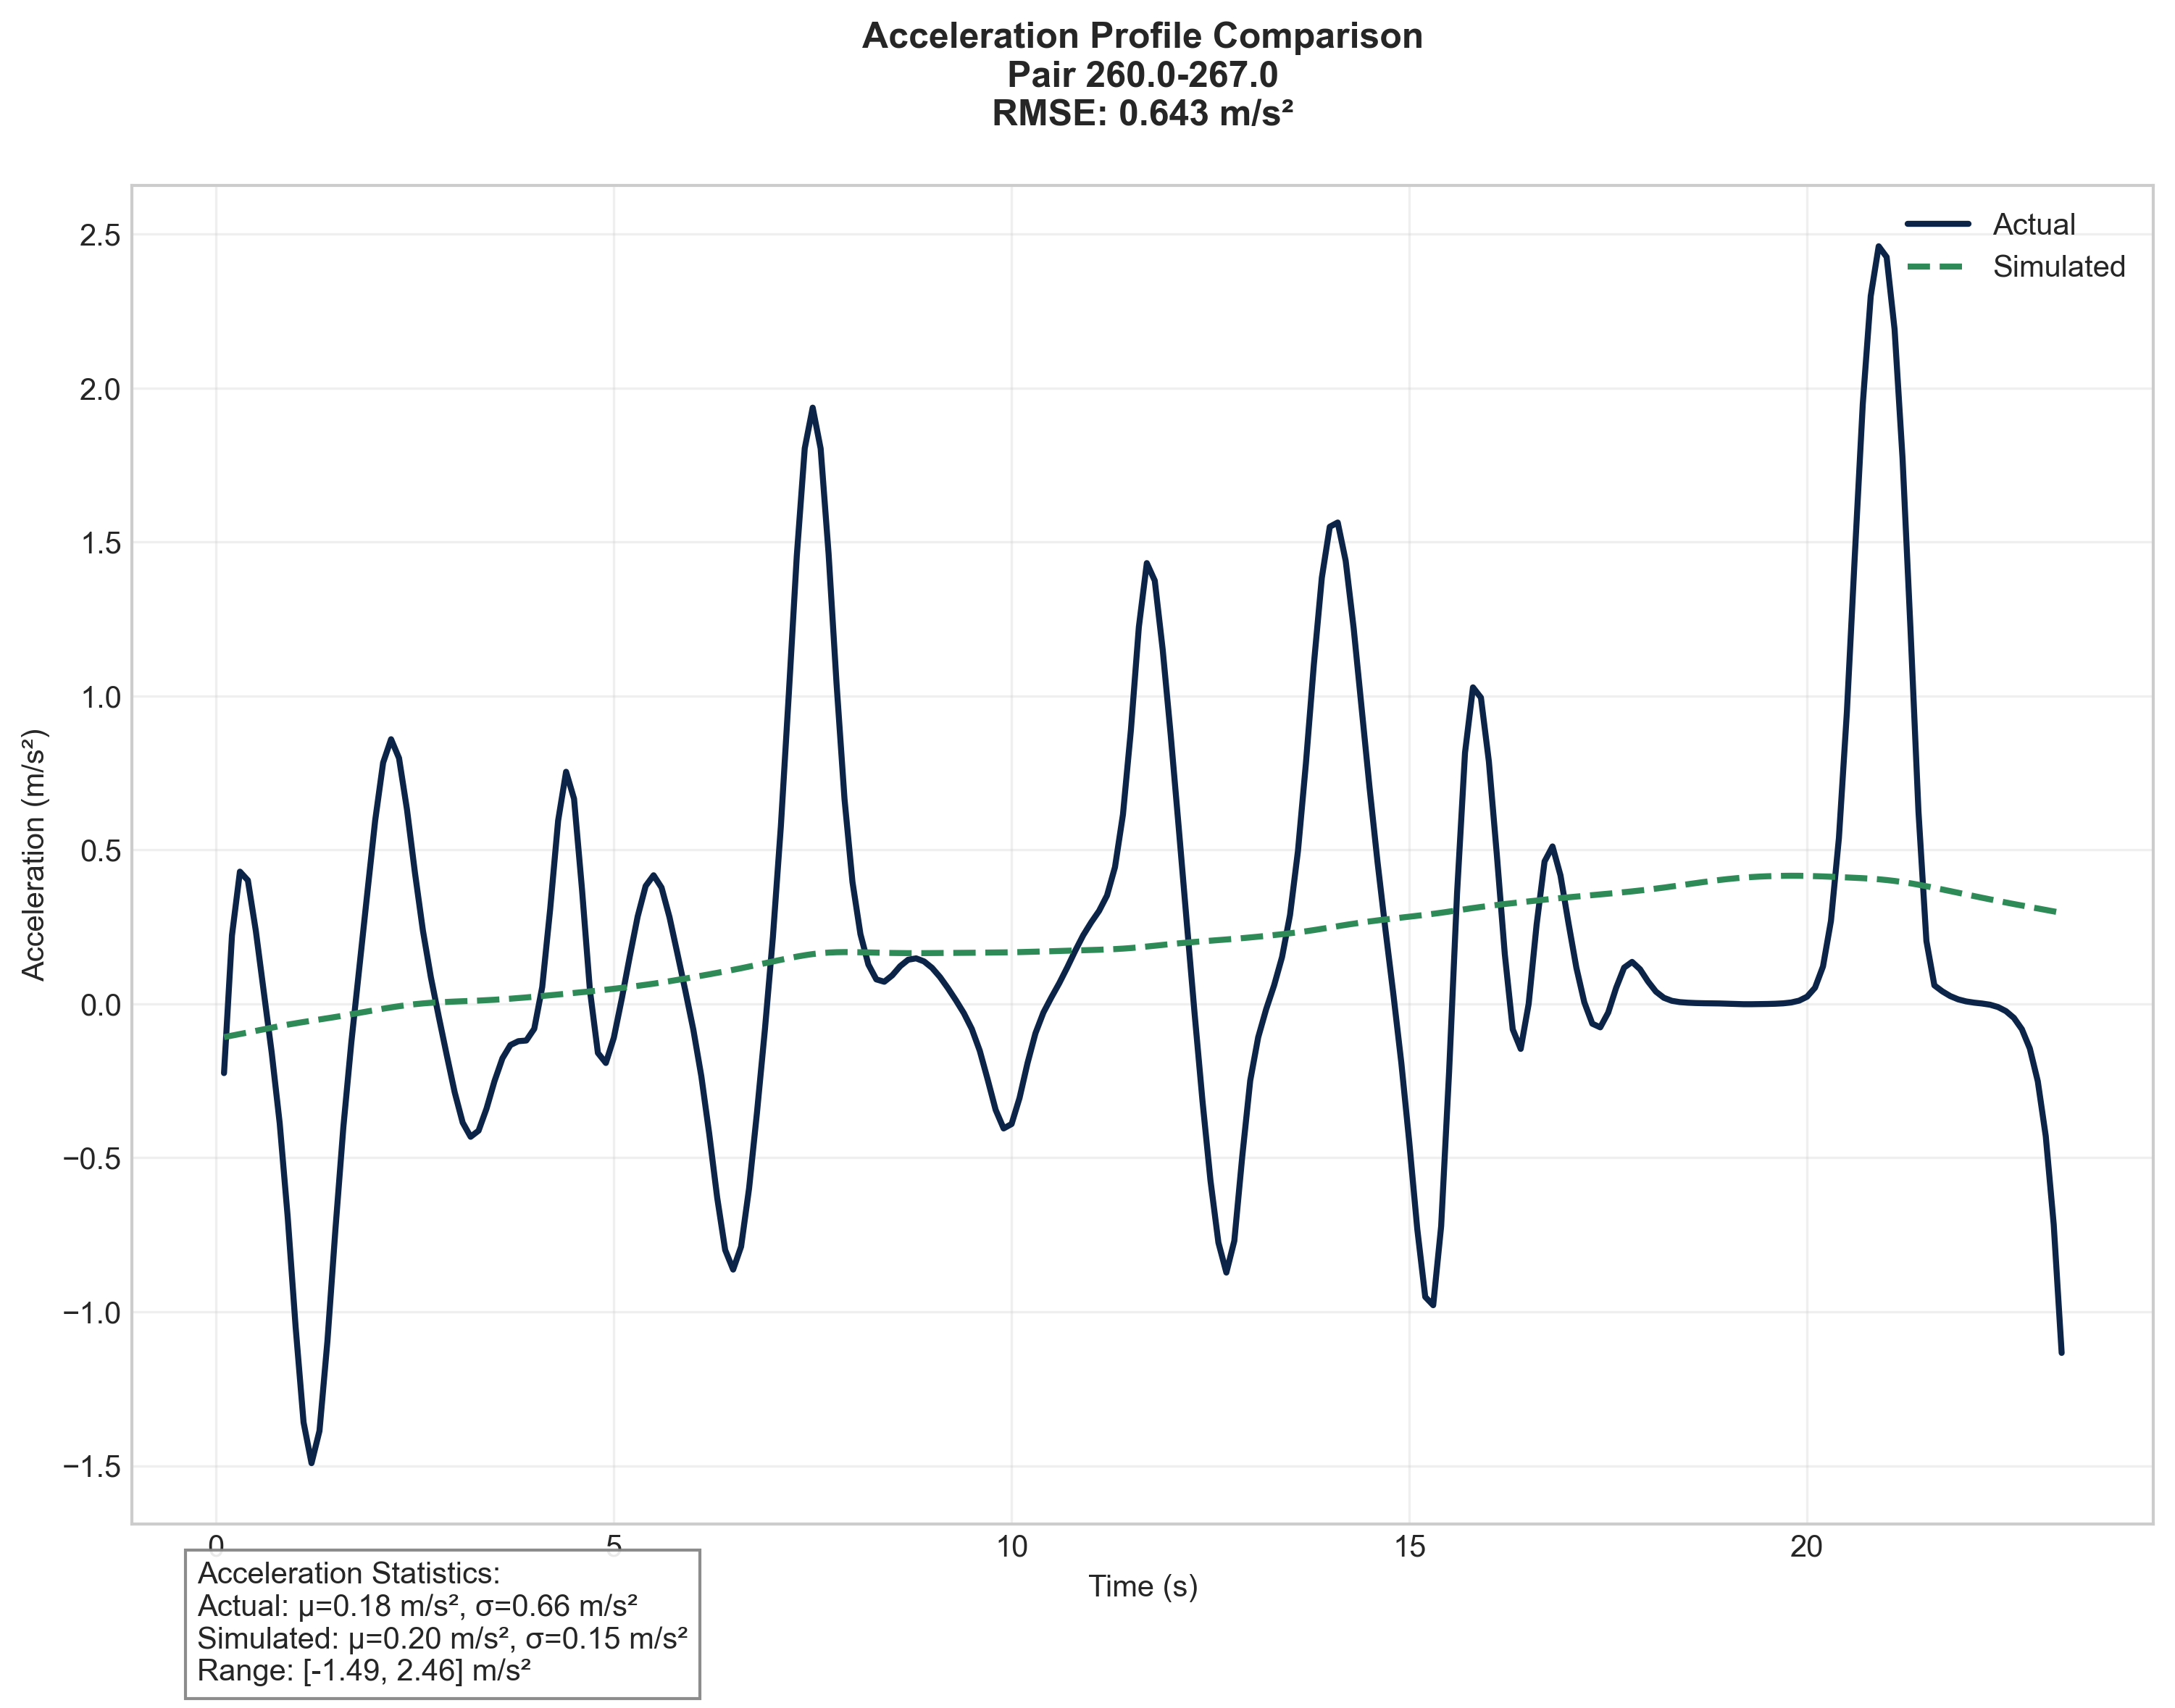 Acceleration Profile Comparison
Pair 260.0-267.0
RMSE: 0.643 m/s²
Actual
Simulated
Acceleration (m/s²)
2.5
2.0
1.5
1.0
0.5
0.0
−0.5
−1.0
−1.5
0
5
10
15
20
Time (s)
Acceleration Statistics:
Actual: μ=0.18 m/s², σ=0.66 m/s²
Simulated: μ=0.20 m/s², σ=0.15 m/s²
Range: [-1.49, 2.46] m/s²